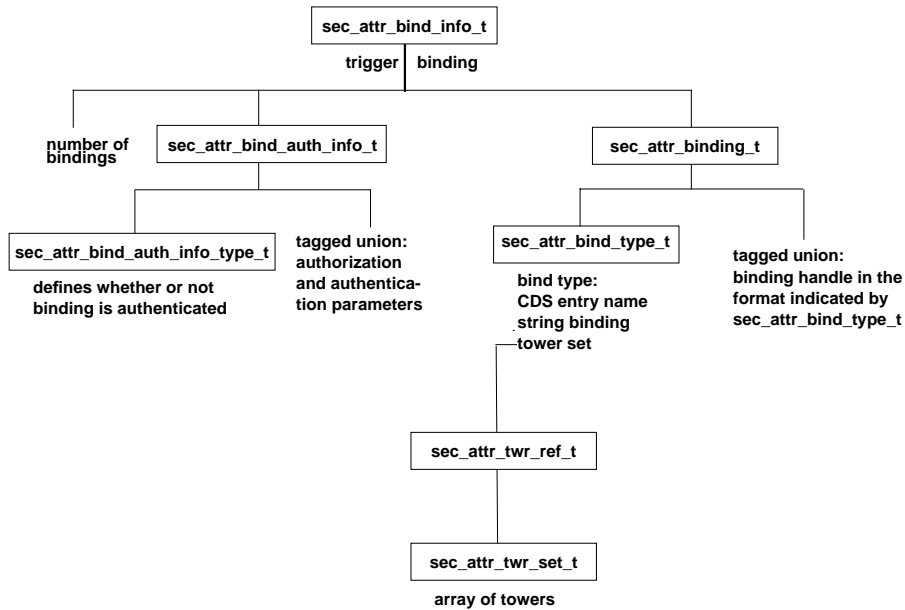 sec_attr_bind_info_t
trigger binding
number of
bindings
sec_attr_bind_auth_info_t
sec_attr_binding_t
sec_attr_bind_auth_info_type_t
defines whether or not
binding is authenticated
tagged union:
authorization
and authentica-
tion parameters
sec_attr_bind_type_t
bind type:
CDS entry name
string binding
tower set
tagged union:
binding handle in the
format indicated by
sec_attr_bind_type_t
sec_attr_twr_ref_t
sec_attr_twr_set_t
array of towers